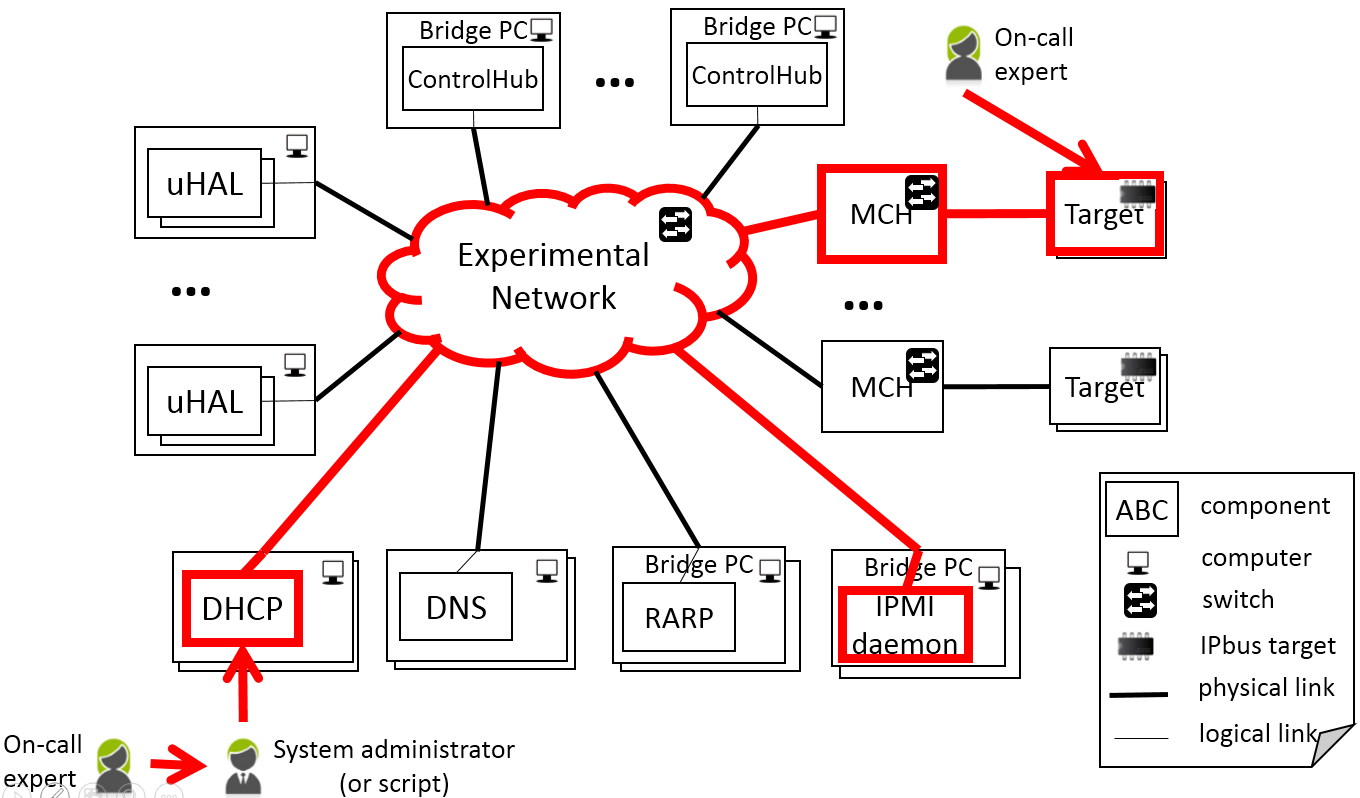 Bridge PC
ControlHub
...
Bridge PC
ControlHub
On-call
expert
uHAL
MCH
Target
Experimental
Network
...
...
uHAL
MCH
Target
DHCP
DNS
Bridge PC
RARP
Bridge PC
IPMI
daemon
ABC
component
computer
switch
IPbus target
physical link
logical link
On-call
expert
System administrator
(or script)